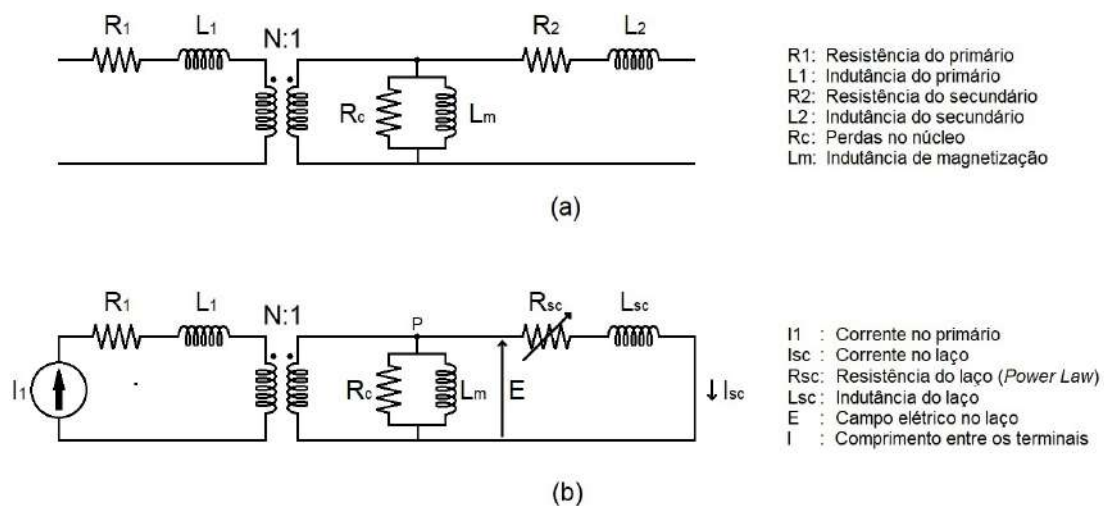 R1 L1 N:1 R2 L2
Rc Lm
R1: Resistência do primário
L1: Indutância do primário
R2: Resistência do secundário
L2: Indutância do secundário
Rc: Perdas no núcleo
Lm: Indutância de magnetização
(a)
R1 L1 N:1 P Rsc Lsc
I1 Rc Lm E Isc
I1 : Corrente no primário
Isc : Corrente no laço
Rsc: Resistência do laço (Power Law)
Lsc: Indutância do laço
E : Campo elétrico no laço
l : Comprimento entre os terminais
(b)